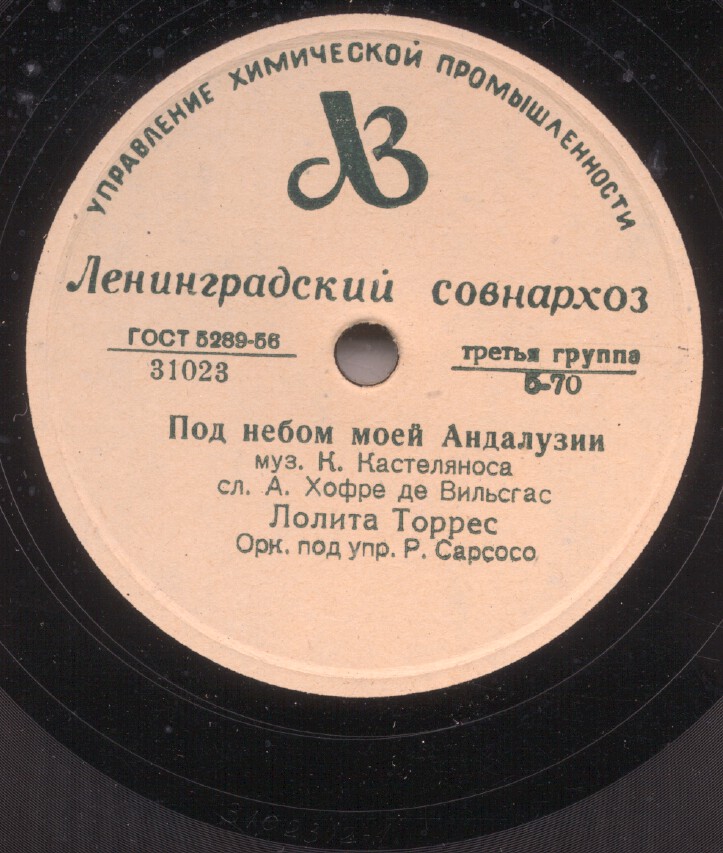 УПРАВЛЕНИЕ ХИМИЧЕСКОЙ ПРОМЫШЛЕННОСТИ
ЛЗ
Ленинградский совнархоз
ГОСТ 5289-56
31023
третья группа
Б-70
Под небом моей Андалузии
муз. К. Кастеляноса
сл. А. Хофре де Вильсгас
Лолита Торрес
Орк. под упр. Р. Сарсосо